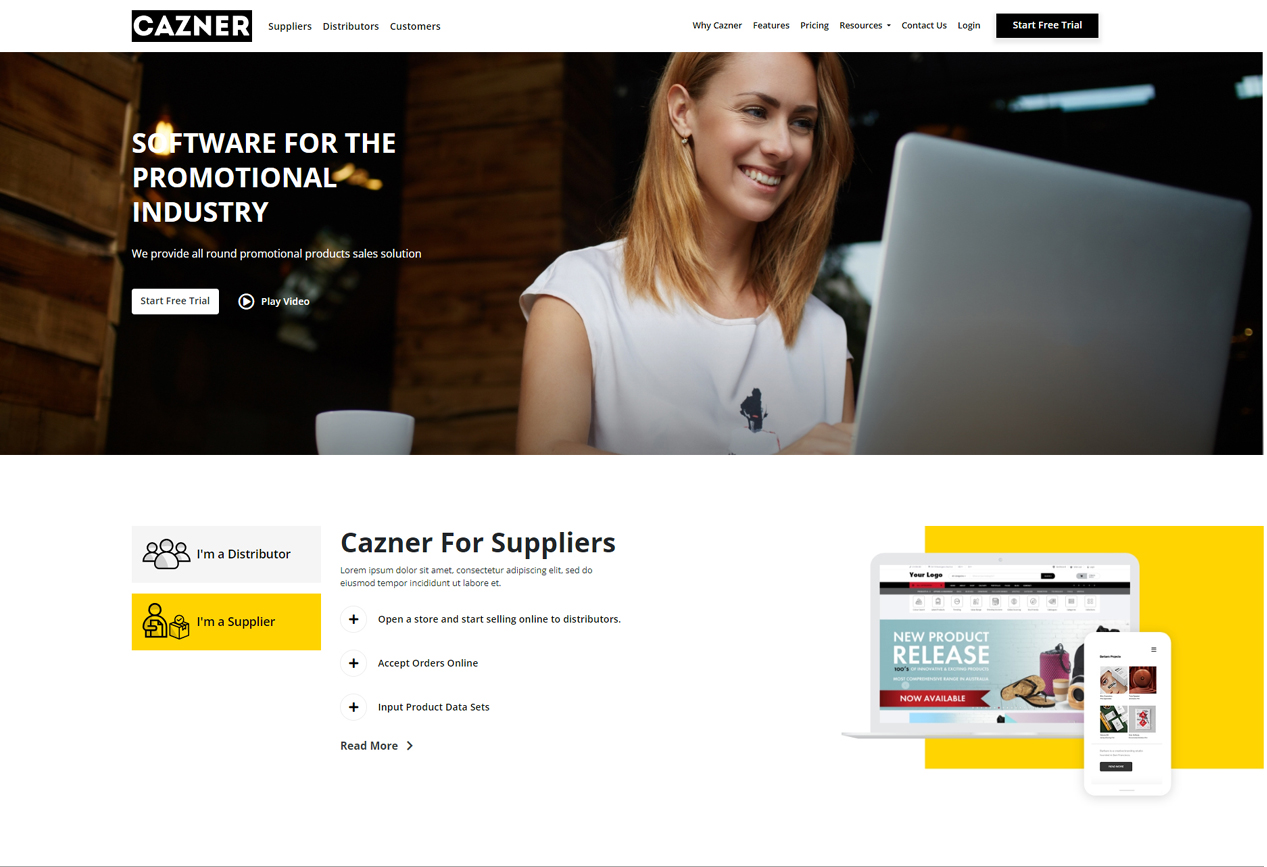 CAZNER
Suppliers Distributors Customers
Why Cazner Features Pricing Resources Contact Us Login
Start Free Trial
SOFTWARE FOR THE
PROMOTIONAL
INDUSTRY
We provide all round promotional products sales solution
Start Free Trial
Play Video
I'm a Distributor
I'm a Supplier
Cazner For Suppliers
Lorem ipsum dolor sit amet, consectetur adipiscing elit, sed do
eiusmod tempor incididunt ut labore et.
Open a store and start selling online to distributors.
Accept Orders Online
Input Product Data Sets
Read More
Your Logo
NEW PRODUCT
RELEASE
100'S OF INNOVATIVE & EXCITING PRODUCTS
MOST COMPREHENSIVE RANGE IN AUSTRALIA
NOW AVAILABLE
READ MORE